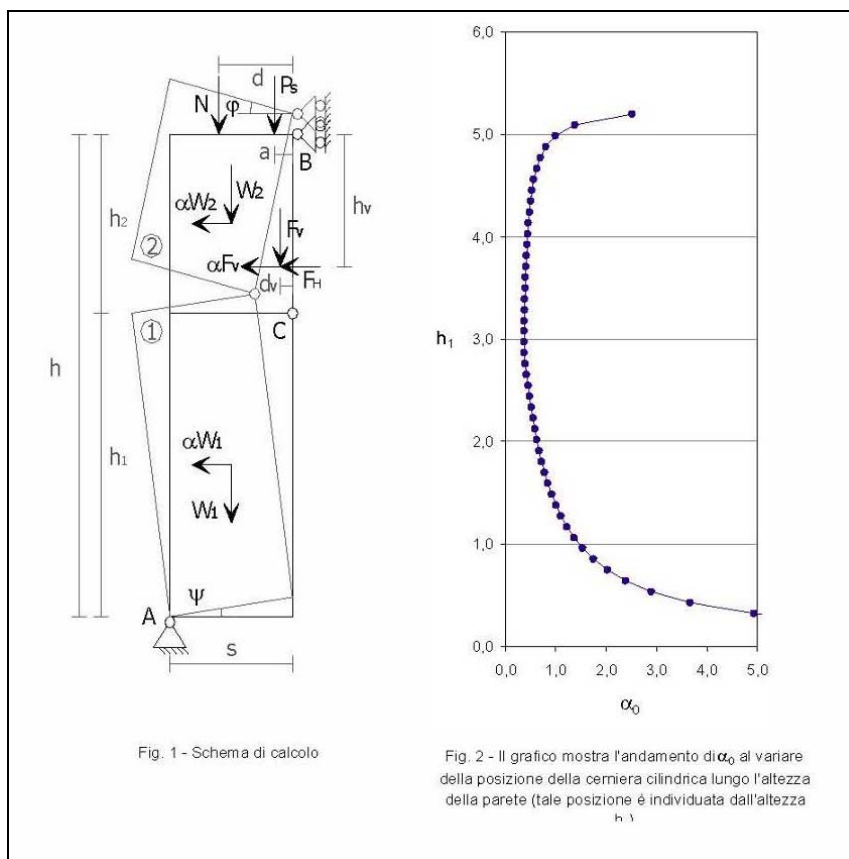 d
N
φ
Ps
a
B
h2
αW2
W2
hv
2
Fv
αFv
dv
FH
1
C
h
h1
αW1
W1
A
ψ
s
Fig. 1 - Schema di calcolo
6,0
5,0
4,0
h1
3,0
2,0
1,0
0,0
0,0 1,0 2,0 3,0 4,0 5,0
α0
Fig. 2 - Il grafico mostra l'andamento di α0 al variare
della posizione della cerniera cilindrica lungo l'altezza
della parete (tale posizione é individuata dall'altezza